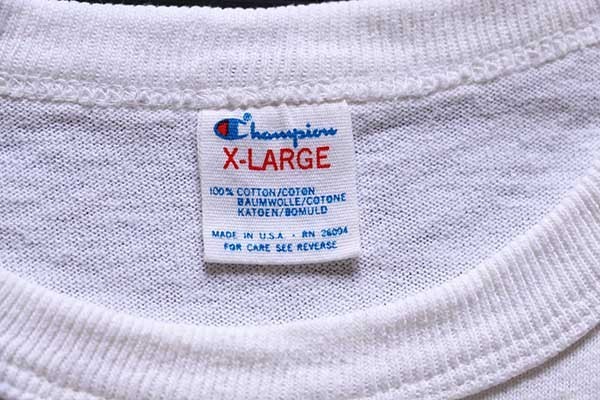 Champion®
X-LARGE
100% COTTON/COTON
BAUMWOLLE/COTONE
KATOEN/BOMULD
MADE IN U.S.A. - RN 26094
FOR CARE SEE REVERSE